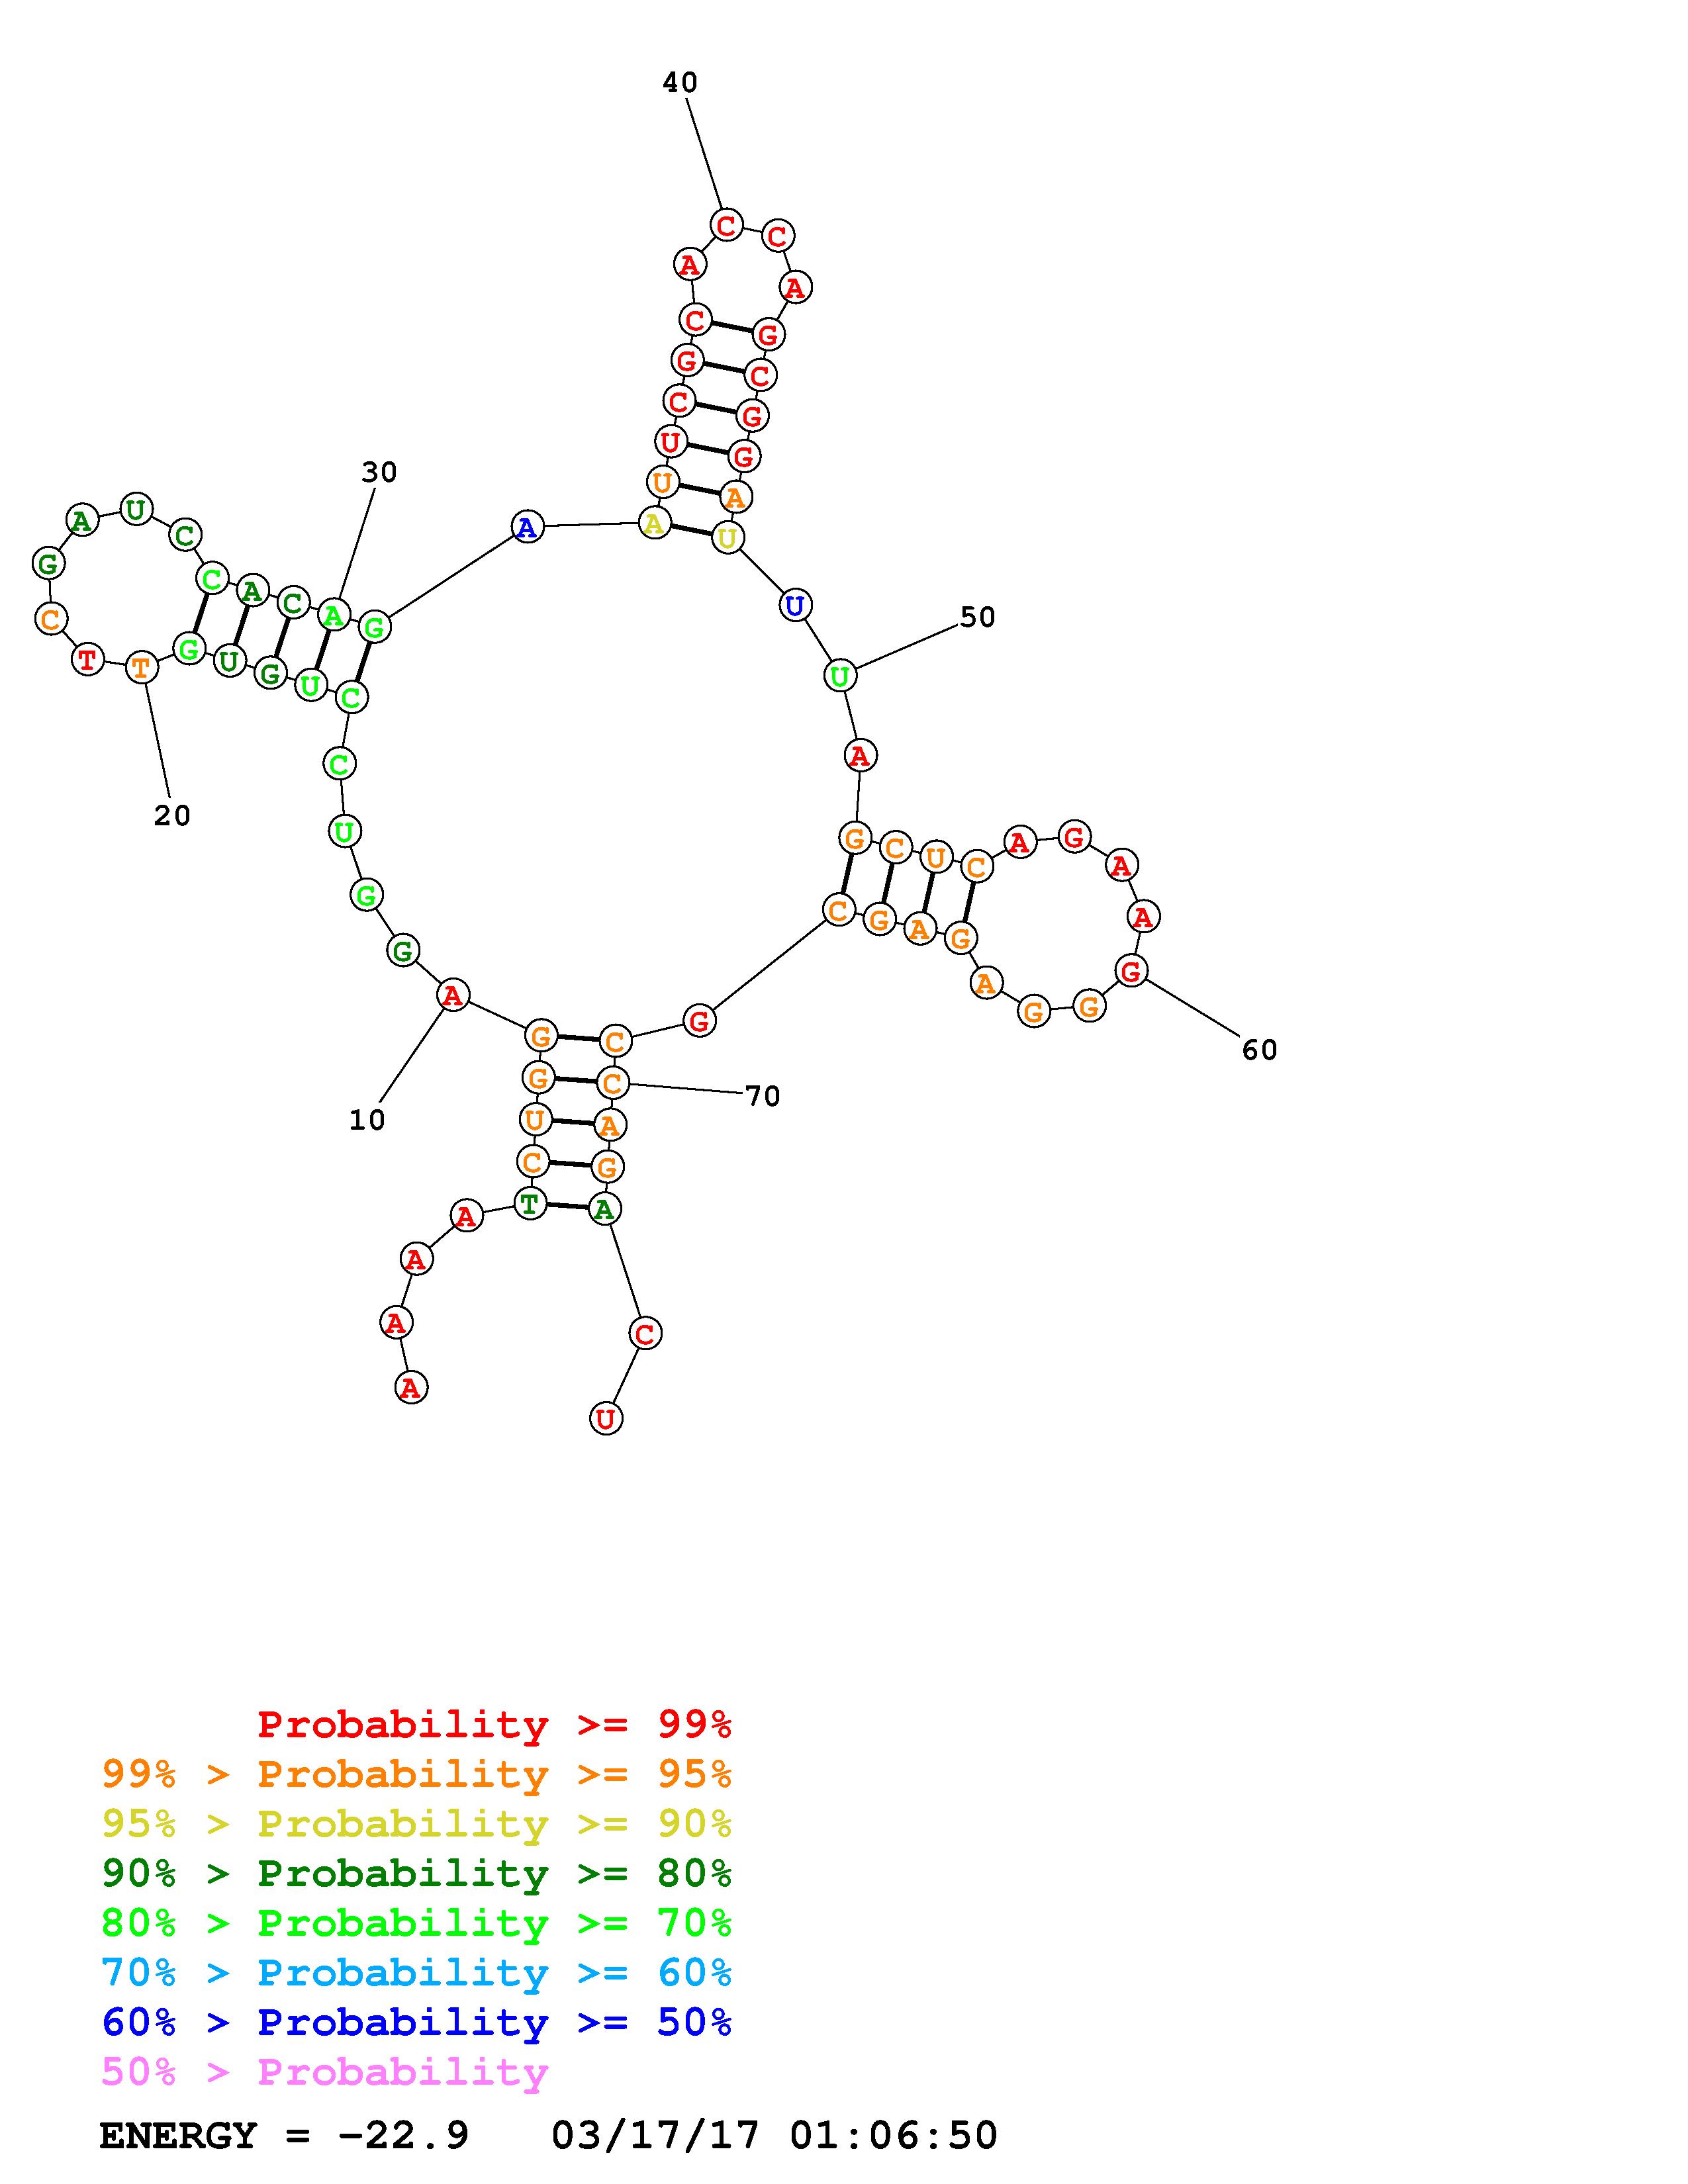 40
C C
A A
C G
G C
C G
U G
30
U A
A U C
G C A C A G A A U
C G U G U C U
T T U
20 C A
50
U G C U C A G A
G C G A G A
G A G G G
A G C G 60
10 G C 70
U A
C G
A T A
A
A C
A U
Probability >= 99%
99% > Probability >= 95%
95% > Probability >= 90%
90% > Probability >= 80%
80% > Probability >= 70%
70% > Probability >= 60%
60% > Probability >= 50%
50% > Probability
ENERGY = -22.9 03/17/17 01:06:50